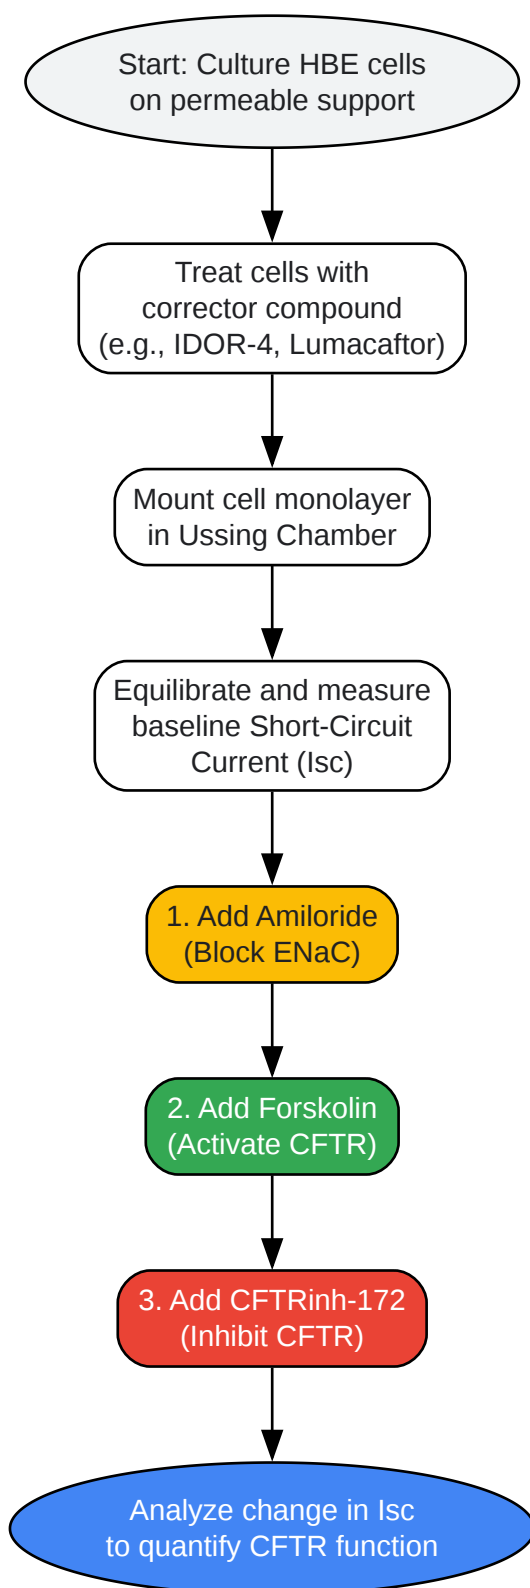 Start: Culture HBE cells
on permeable support
Treat cells with
corrector compound
(e.g., IDOR-4, Lumacaftor)
Mount cell monolayer
in Ussing Chamber
Equilibrate and measure
baseline Short-Circuit
Current (Isc)
1. Add Amiloride
(Block ENaC)
2. Add Forskolin
(Activate CFTR)
3. Add CFTRinh-172
(Inhibit CFTR)
Analyze change in Isc
to quantify CFTR function